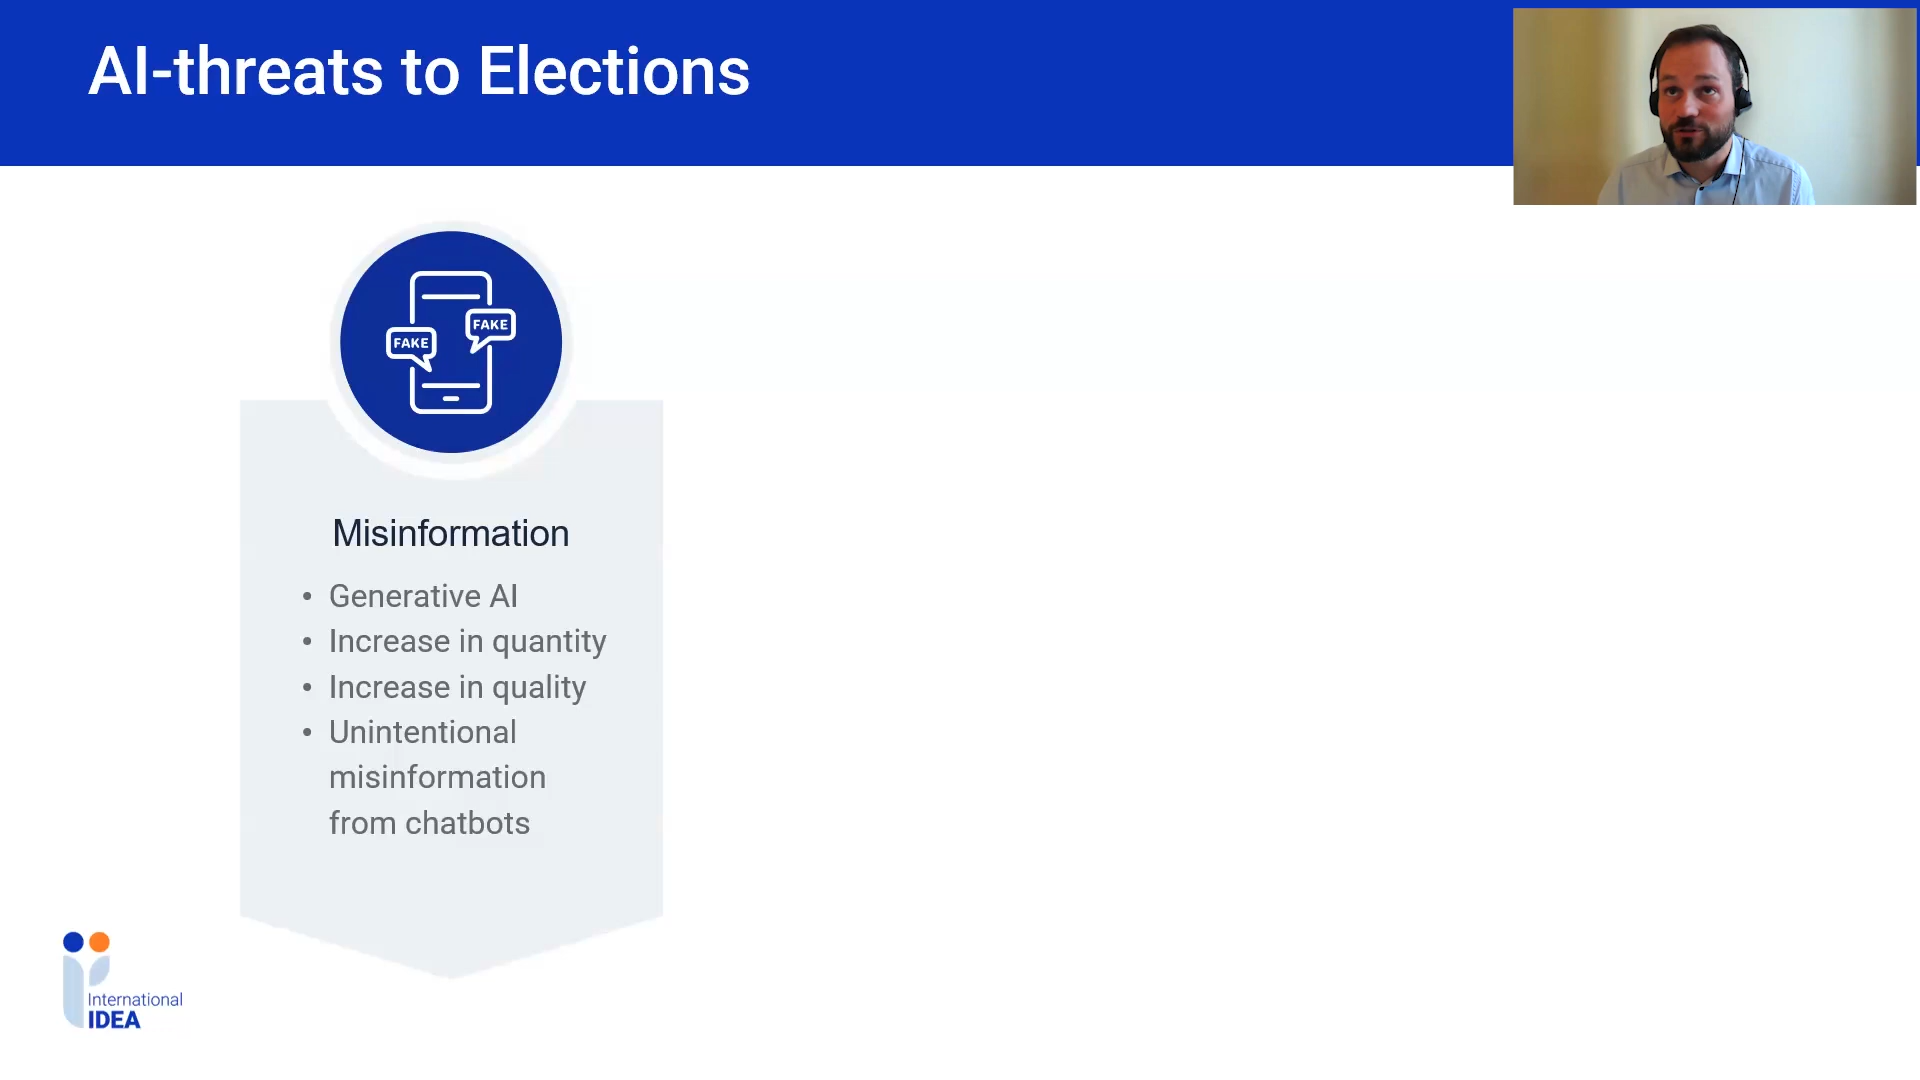 AI-threats to Elections
FAKE
FAKE
Misinformation
• Generative AI
• Increase in quantity
• Increase in quality
• Unintentional
misinformation
from chatbots
International
IDEA